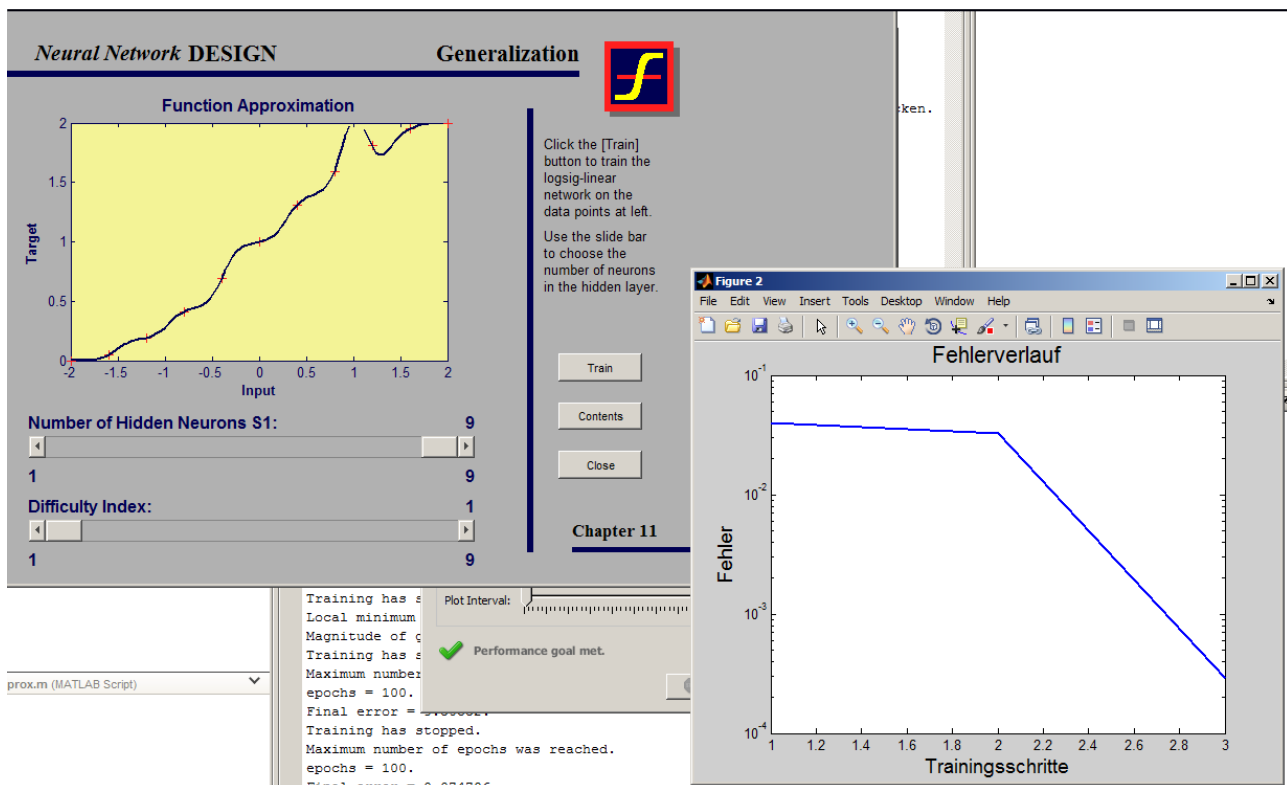 Neural Network DESIGN
Generalization
Function Approximation
2
1.5
1
0.5
0
Target
-2 -1.5 -1 -0.5 0 0.5 1 1.5 2
Input
Number of Hidden Neurons S1: 9
1 9
Difficulty Index: 1
1 9
Click the [Train]
button to train the
logsig-linear
network on the
data points at left.
Use the slide bar
to choose the
number of neurons
in the hidden layer.
Train
Contents
Close
Chapter 11
cken.
Figure 2
File Edit View Insert Tools Desktop Window Help
Fehlerverlauf
10^-1
10^-2
10^-3
10^-4
Fehler
1 1.2 1.4 1.6 1.8 2 2.2 2.4 2.6 2.8 3
Trainingsschritte
Plot Interval:
Performance goal met.
prox.m (MATLAB Script)
Training has s
Local minimum
Magnitude of g
Training has s
Maximum number
epochs = 100.
Final error =
Training has stopped.
Maximum number of epochs was reached.
epochs = 100.